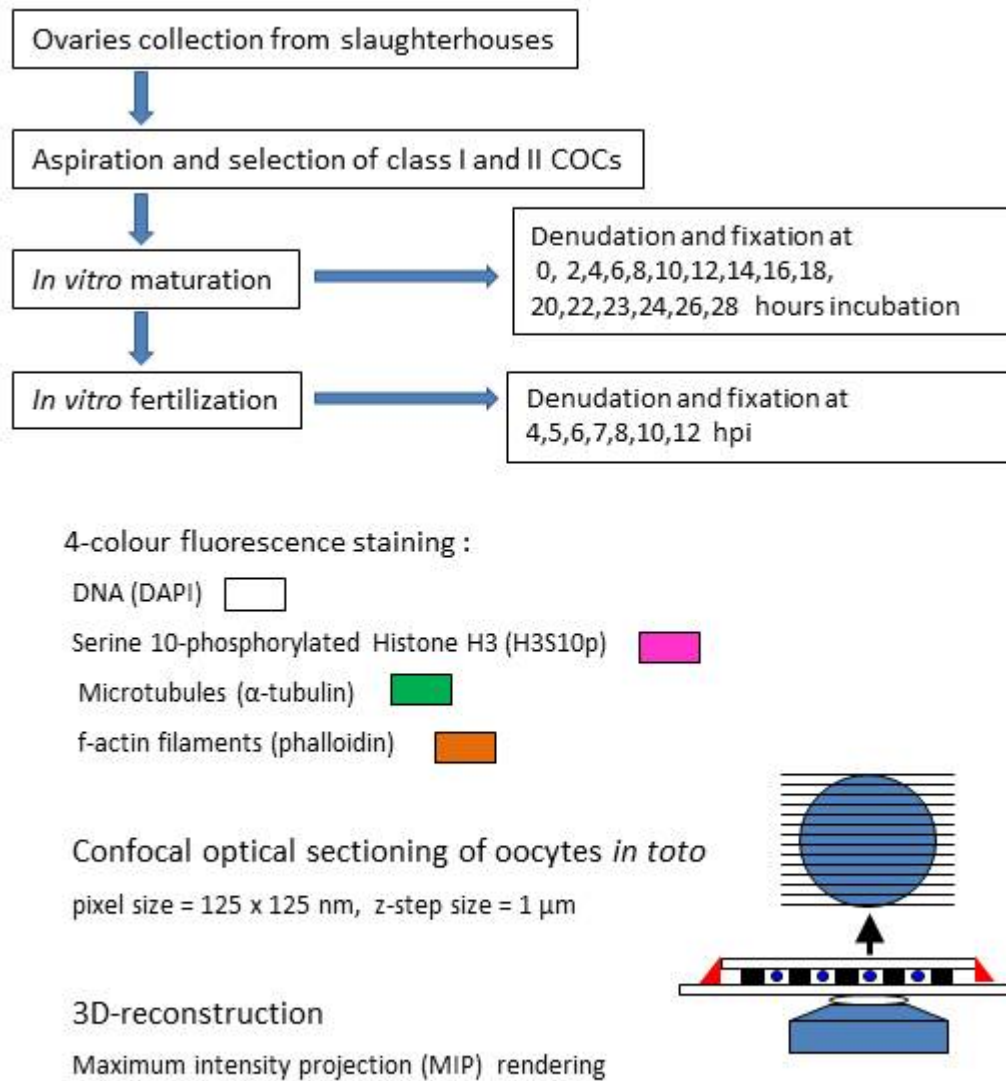 Ovaries collection from slaughterhouses
Aspiration and selection of class I and II COCs
In vitro maturation
Denudation and fixation at
0, 2,4,6,8,10,12,14,16,18,
20,22,23,24,26,28 hours incubation
In vitro fertilization
Denudation and fixation at
4,5,6,7,8,10,12 hpi
4-colour fluorescence staining :
DNA (DAPI)
Serine 10-phosphorylated Histone H3 (H3S10p)
Microtubules (α-tubulin)
f-actin filaments (phalloidin)
Confocal optical sectioning of oocytes in toto
pixel size = 125 x 125 nm, z-step size = 1 µm
3D-reconstruction
Maximum intensity projection (MIP) rendering